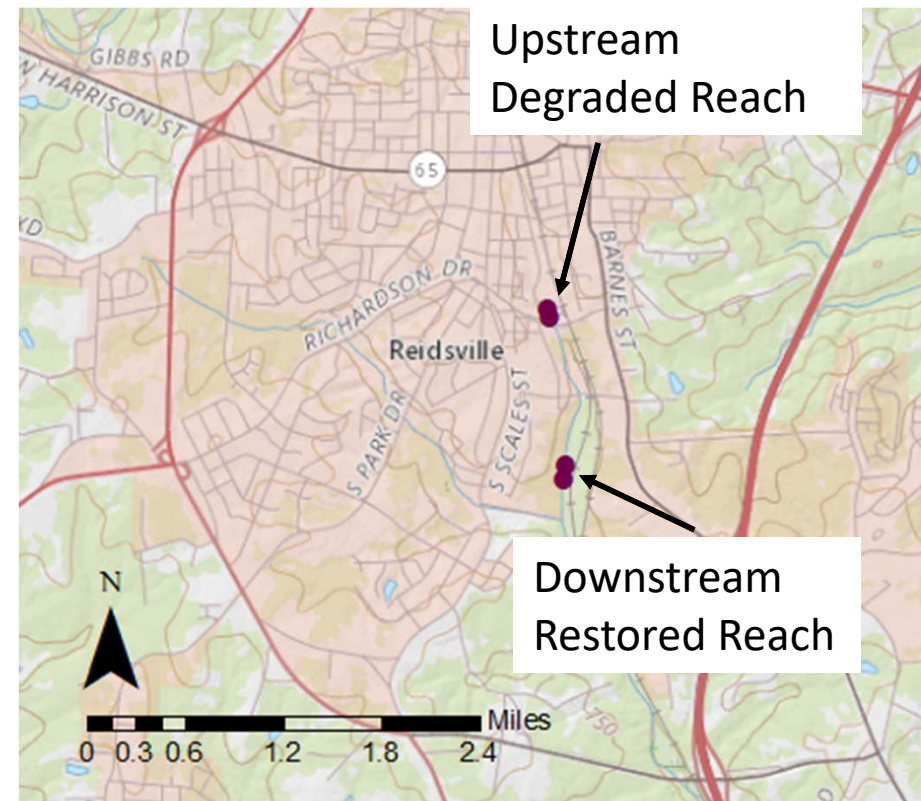 Upstream
Degraded Reach
GIBBS RD
W HARRISON ST
65
BARNES ST
RICHARDSON DR
Reidsville
S SCALES ST
S PARK DR
Downstream
Restored Reach
N
Miles
0 0.3 0.6 1.2 1.8 2.4
750